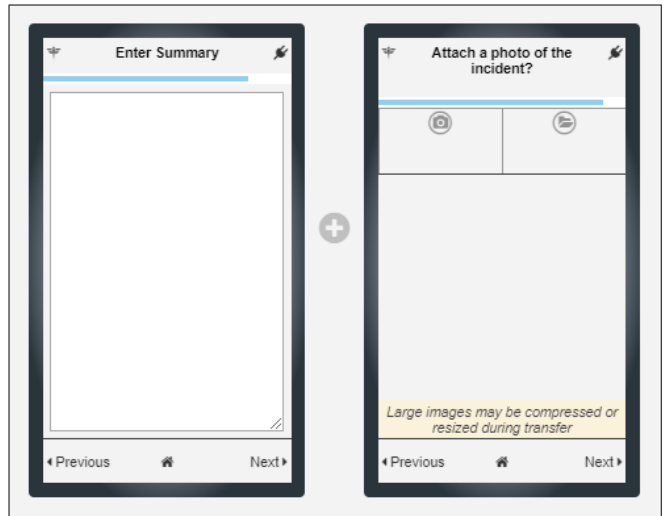 Enter Summary
Previous
Next
Attach a photo of the
incident?
Large images may be compressed or
resized during transfer
Previous
Next